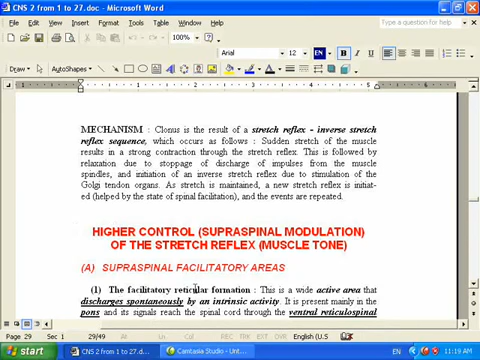 CNS 2 from 1 to 27.doc - Microsoft Word
File Edit View Insert Format Tools Table Window Help
Type a question for help
100%
Arial 12 EN B I U
Draw AutoShapes
MECHANISM : Clonus is the result of a stretch reflex - inverse stretch
reflex sequence, which occurs as follows : Sudden stretch of the muscle
results in a strong contraction through the stretch reflex. This is followed by
relaxation due to stoppage of discharge of impulses from the muscle
spindles, and initiation of an inverse stretch reflex due to stimulation of the
Golgi tendon organs. As stretch is maintained, a new stretch reflex is initiat-
ed (helped by the state of spinal facilitation), and the events are repeated.
HIGHER CONTROL (SUPRASPINAL MODULATION)
OF THE STRETCH REFLEX (MUSCLE TONE)
(A) SUPRASPINAL FACILITATORY AREAS
(1) The facilitatory reticular formation : This is a wide active area that
discharges spontaneously by an intrinsic activity. It is present mainly in the
pons and its signals reach the spinal cord through the ventral reticulospinal
Page 29 Sec 1 29/49 REC TRK EXT OVR English (U.S
start CNS 2 from 1 to 27.d... Camtasia Studio - Unt... EN 11:19 AM